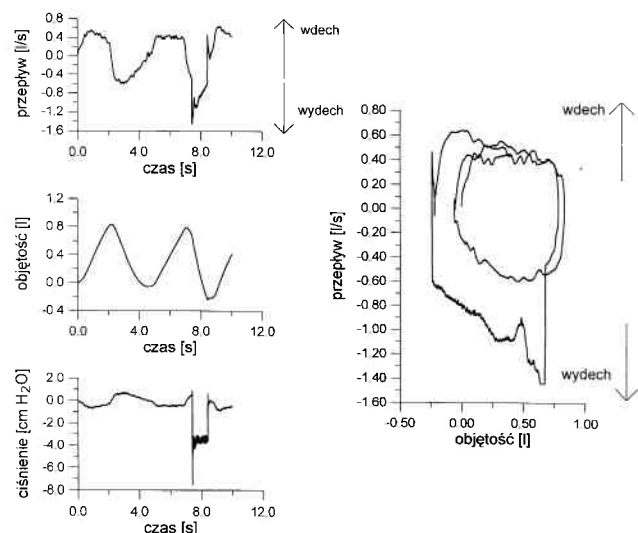 przepływ [l/s]
0.8
0.4
0.0
-0.4
-0.8
-1.2
-1.6
0.0 4.0 8.0 12.0
czas [s]
wdech
wydech
objętość [l]
1.2
0.8
0.4
0.0
-0.4
0.0 4.0 8.0 12.0
czas [s]
ciśnienie [cm H2O]
2.0
0.0
-2.0
-4.0
-6.0
-8.0
0.0 4.0 8.0 12.0
czas [s]
przepływ [l/s]
0.80
0.60
0.40
0.20
0.00
-0.20
-0.40
-0.60
-0.80
-1.00
-1.20
-1.40
-1.60
-0.50 0.00 0.50 1.00
objętość [l]
wdech
wydech